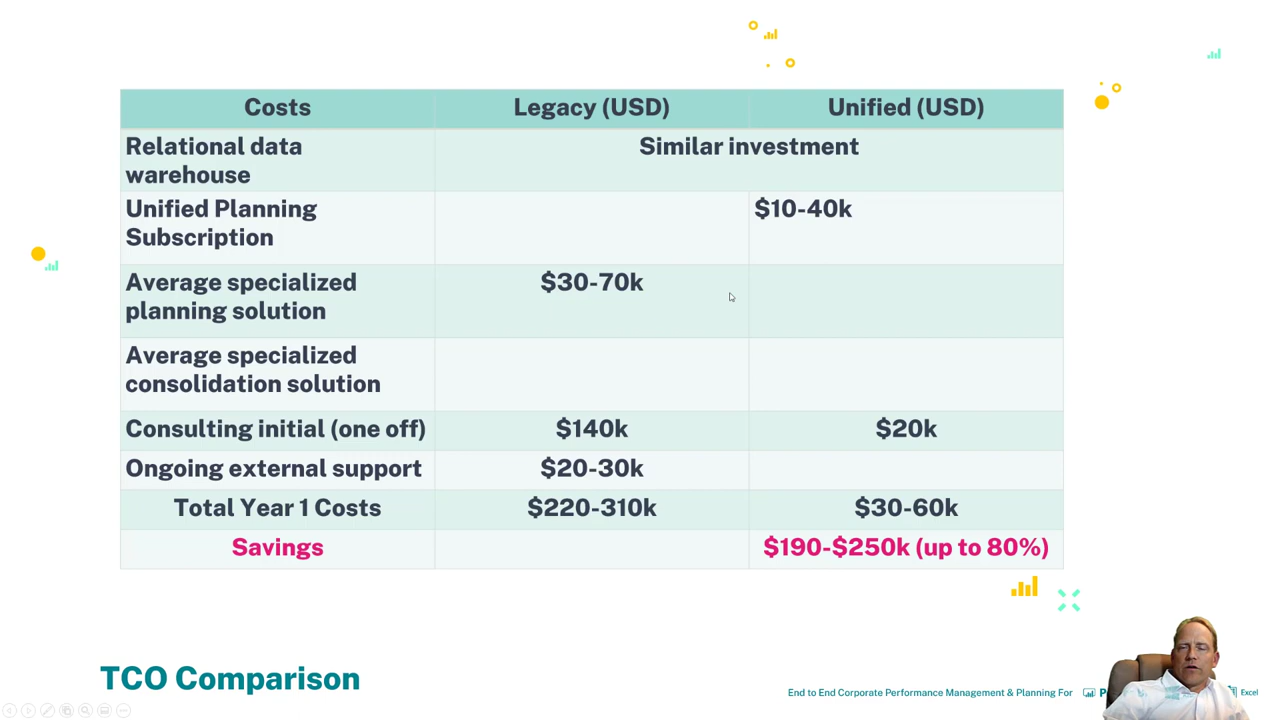 Costs
Legacy (USD)
Unified (USD)
Relational data
warehouse
Similar investment
Unified Planning
Subscription
$10-40k
Average specialized
planning solution
$30-70k
Average specialized
consolidation solution
Consulting initial (one off)
$140k
$20k
Ongoing external support
$20-30k
Total Year 1 Costs
$220-310k
$30-60k
Savings
$190-$250k (up to 80%)
TCO Comparison
End to End Corporate Performance Management & Planning For
Excel